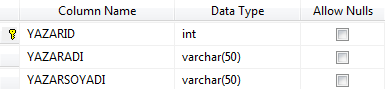 Column Name Data Type Allow Nulls
YAZARID int
YAZARADI varchar(50)
YAZARSOYADI varchar(50)